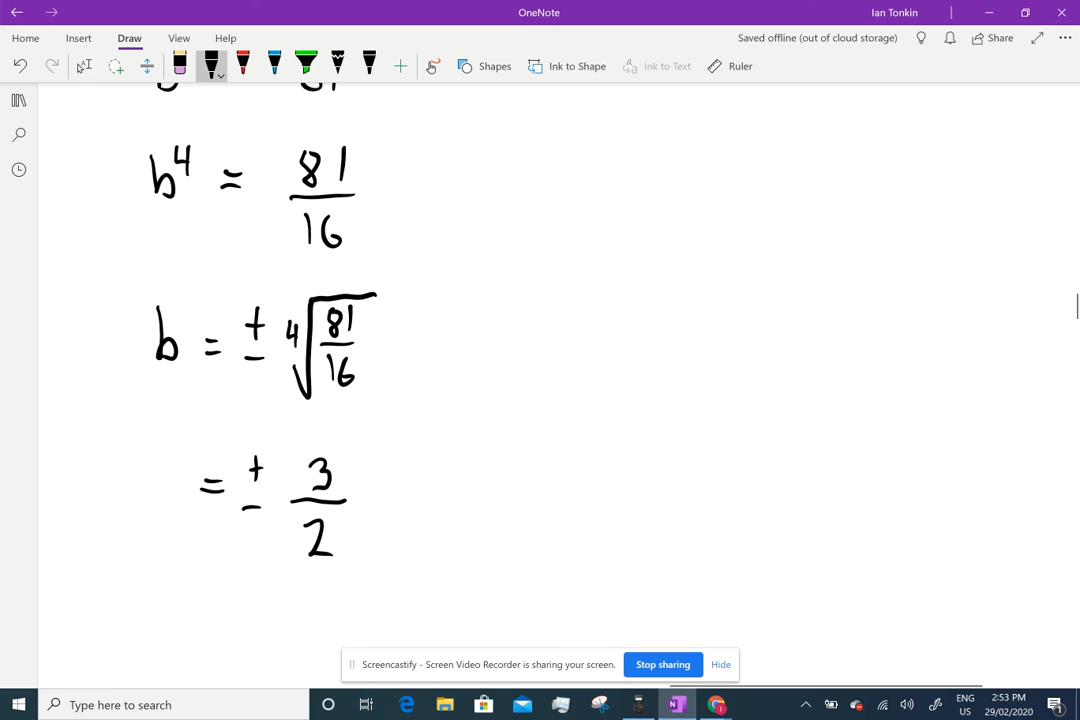 OneNote
Ian Tonkin
Home Insert Draw View Help
Saved offline (out of cloud storage) Share
Shapes Ink to Shape Ink to Text Ruler
b⁴ = 81/16
b = ± ⁴√(81/16)
= ± 3/2
Screencastify - Screen Video Recorder is sharing your screen. Stop sharing Hide
Type here to search
ENG
US
2:53 PM
29/02/2020
1